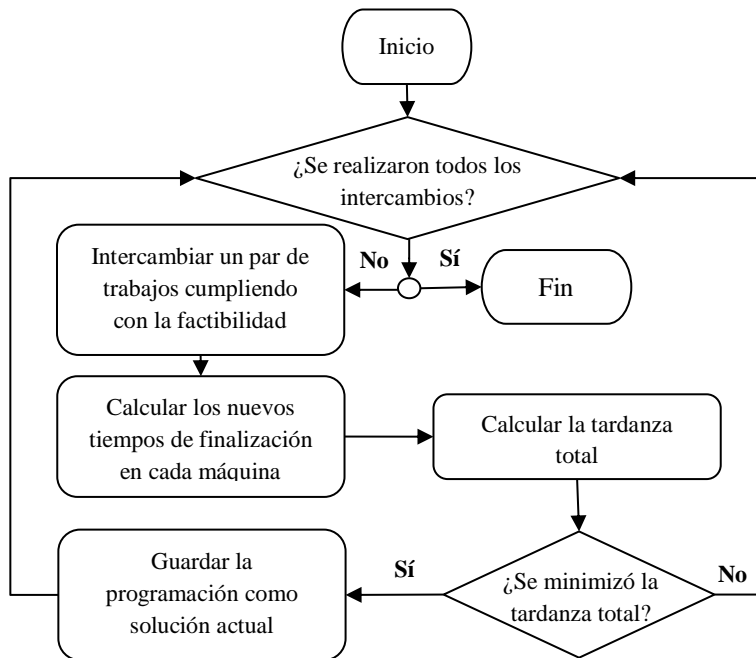 Inicio
¿Se realizaron todos los
intercambios?
No
Sí
Intercambiar un par de
trabajos cumpliendo
con la factibilidad
Fin
Calcular los nuevos
tiempos de finalización
en cada máquina
Calcular la tardanza
total
Guardar la
programación como
solución actual
Sí
¿Se minimizó la
tardanza total?
No